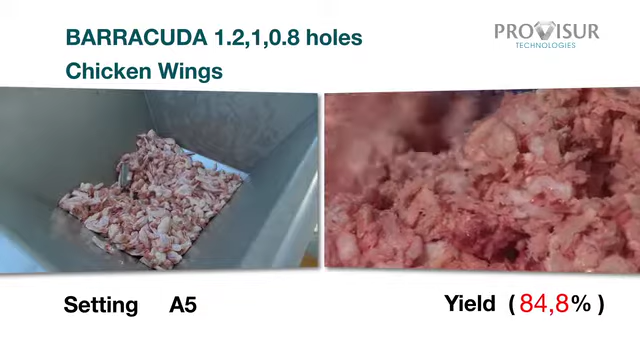 BARRACUDA 1.2,1,0.8 holes
Chicken Wings
PROVISUR
TECHNOLOGIES
Setting A5
Yield (84,8%)